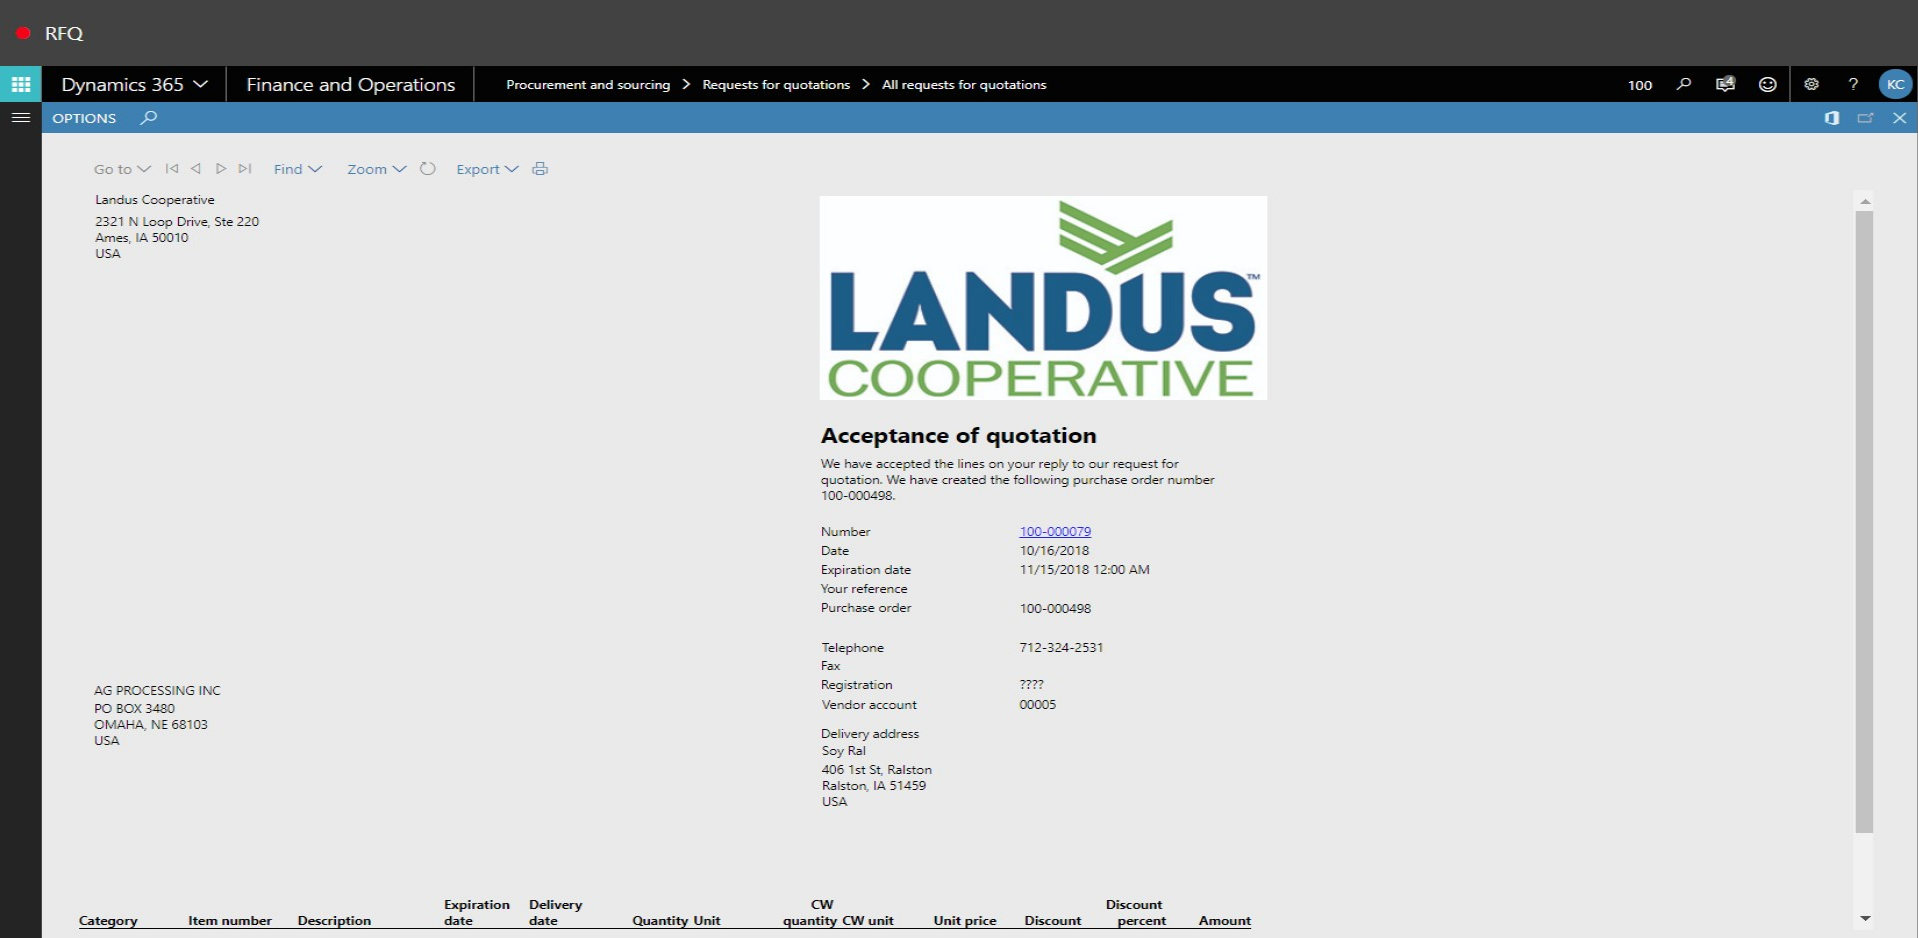 RFQ
Dynamics 365 Finance and Operations Procurement and sourcing > Requests for quotations > All requests for quotations 100 4 ? KC
OPTIONS
Go to Find Zoom Export
Landus Cooperative
2321 N Loop Drive, Ste 220
Ames, IA 50010
USA
LANDUS™
COOPERATIVE
Acceptance of quotation
We have accepted the lines on your reply to our request for
quotation. We have created the following purchase order number
100-000498.
Number 100-000079
Date 10/16/2018
Expiration date 11/15/2018 12:00 AM
Your reference
Purchase order 100-000498
Telephone 712-324-2531
Fax
Registration ????
Vendor account 00005
AG PROCESSING INC
PO BOX 3480
OMAHA, NE 68103
USA
Delivery address
Soy Ral
406 1st St, Ralston
Ralston, IA 51459
USA
Expiration Delivery CW Discount
Category Item number Description date date Quantity Unit quantity CW unit Unit price Discount percent Amount